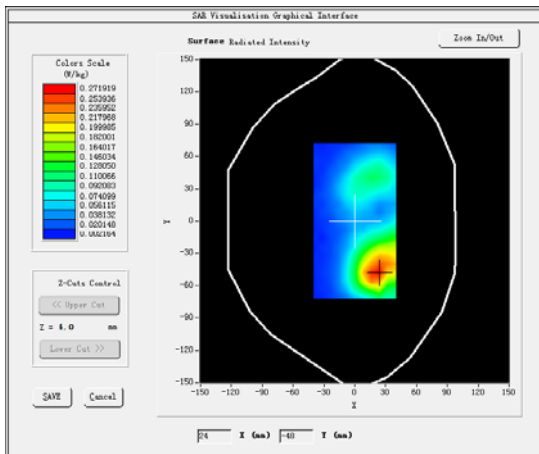 SAR Visualisation Graphical Interface
Surface Radiated Intensity
Zoom In/Out
Colors Scale
(W/kg)
0.271919
0.253936
0.235952
0.217968
0.199985
0.182001
0.164017
0.146034
0.128050
0.110066
0.092083
0.074099
0.056115
0.038132
0.020148
0.002164
150
120
90
60
30
0
-30
-60
-90
-120
-150
Y
-150 -120 -90 -60 -30 0 30 60 90 120 150
X
Z-Cuts Control
<< Upper Cut
Z = 4.0 mm
Lower Cut >>
SAVE Cancel
24 X (mm) -48 Y (mm)